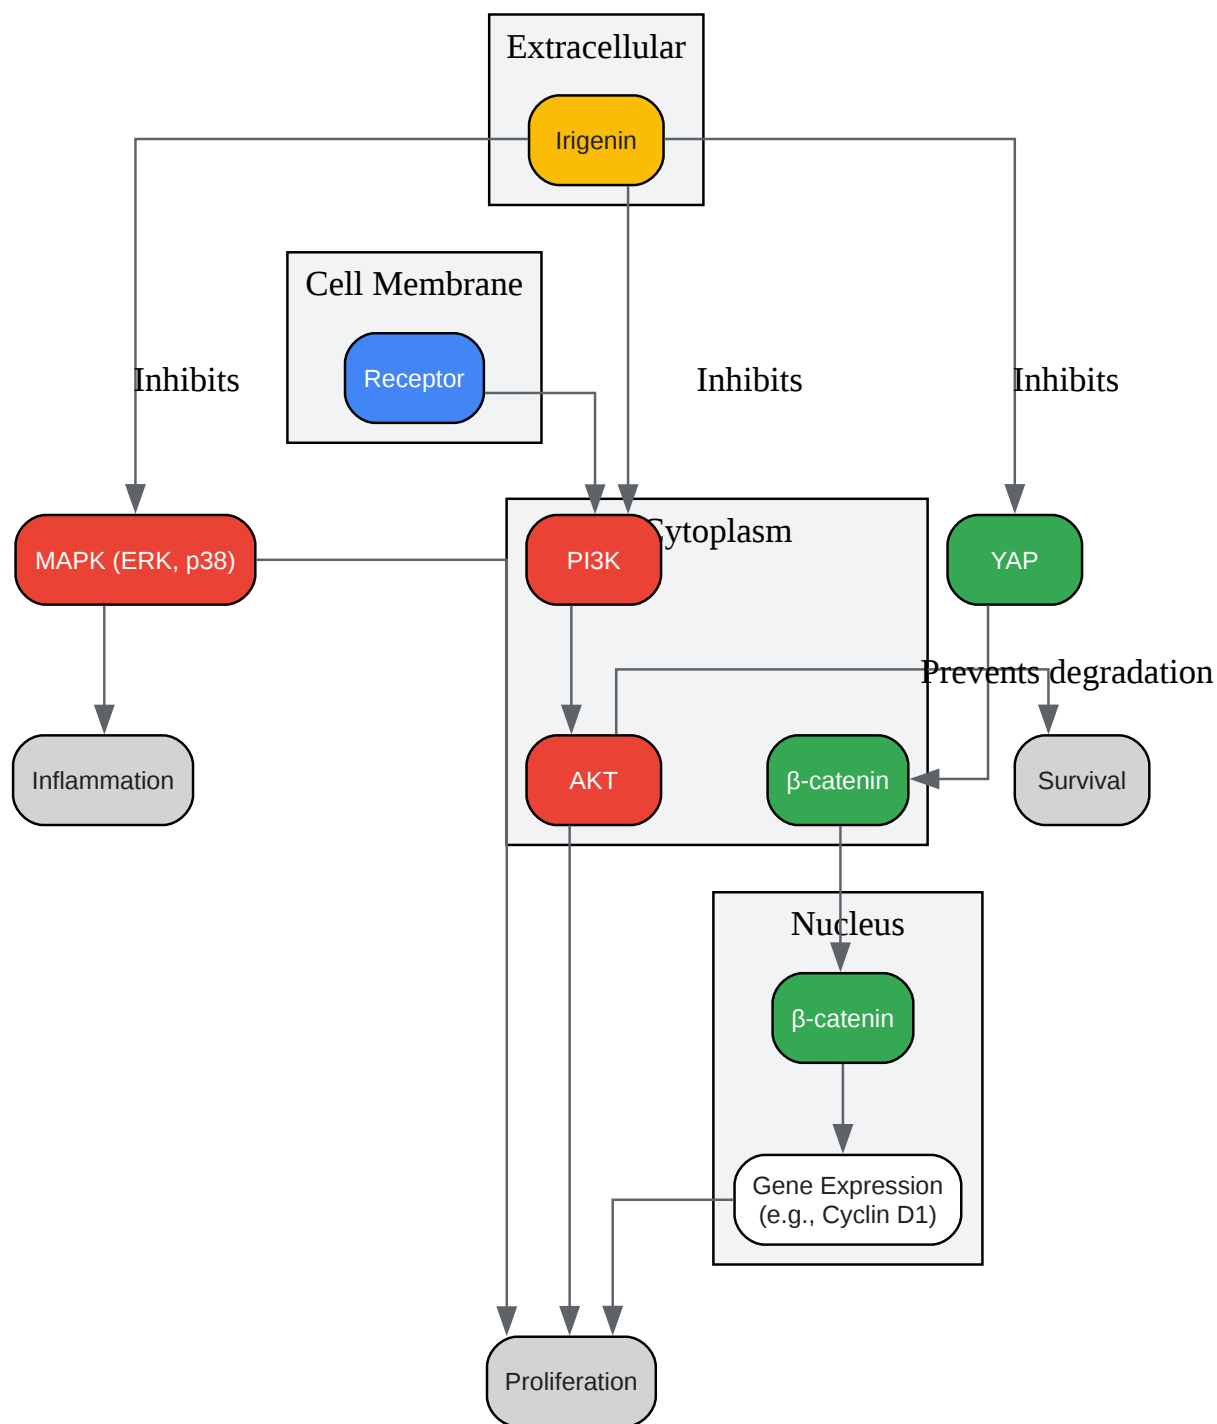 Extracellular
Irigenin
Cell Membrane
Receptor
Inhibits
Inhibits
Inhibits
Cytoplasm
MAPK (ERK, p38)
PI3K
YAP
Prevents degradation
Inflammation
AKT
β-catenin
Survival
Nucleus
β-catenin
Gene Expression
(e.g., Cyclin D1)
Proliferation